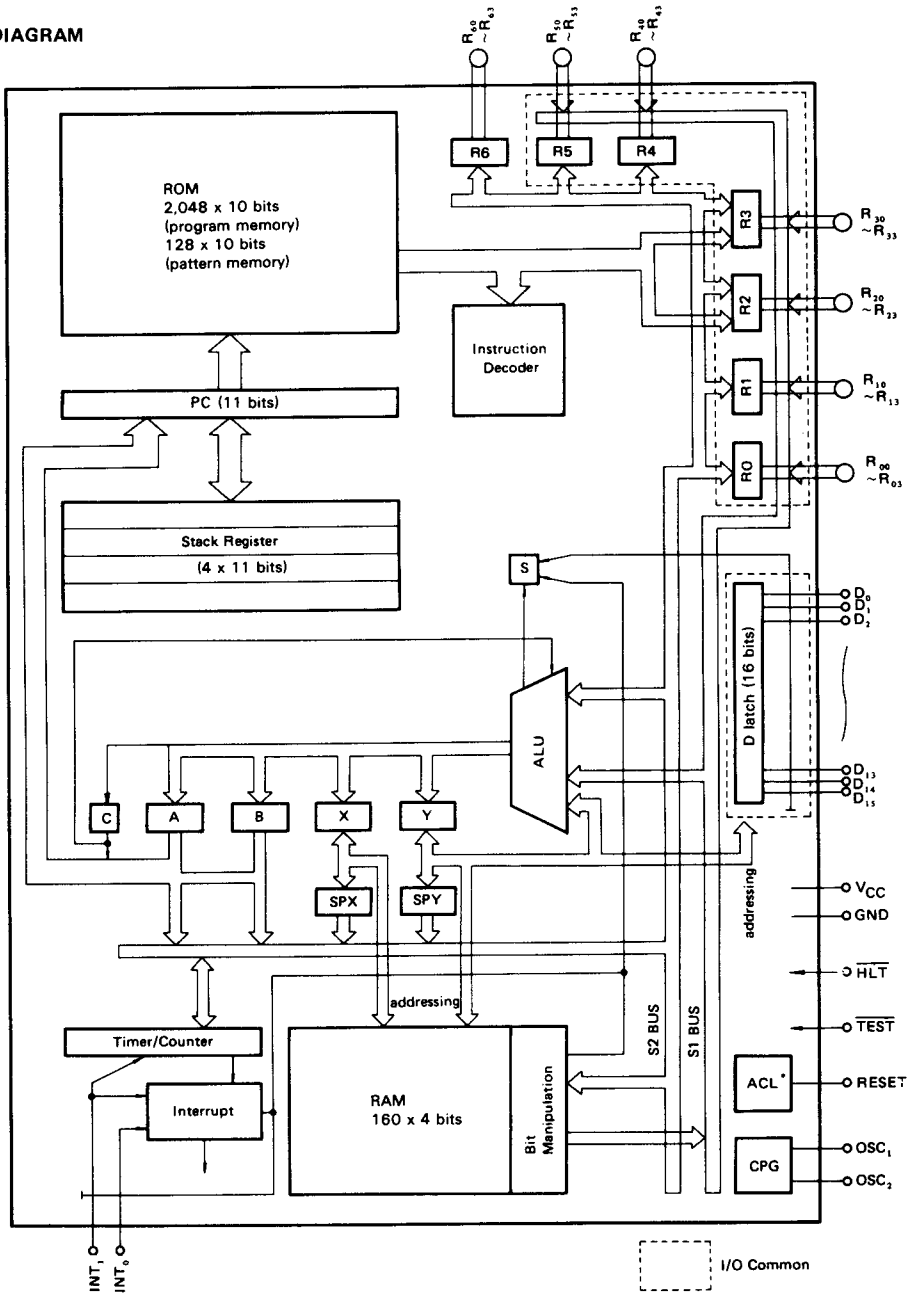 DIAGRAM
R60
~R63
R50
~R53
R40
~R43
R6
R5
R4
ROM
2,048 x 10 bits
(program memory)
128 x 10 bits
(pattern memory)
R3
R30
~R33
R2
R20
~R23
Instruction
Decoder
R1
R10
~R13
PC (11 bits)
R0
R00
~R03
Stack Register
(4 x 11 bits)
S
D0
D1
D2
D latch (16 bits)
ALU
D13
D14
D15
C
A
B
X
Y
SPX
SPY
addressing
VCC
GND
HLT
addressing
TEST
Timer/Counter
S2 BUS
S1 BUS
Interrupt
RAM
160 x 4 bits
Bit Manipulation
ACL*
RESET
CPG
OSC1
OSC2
INT1
INT0
I/O Common